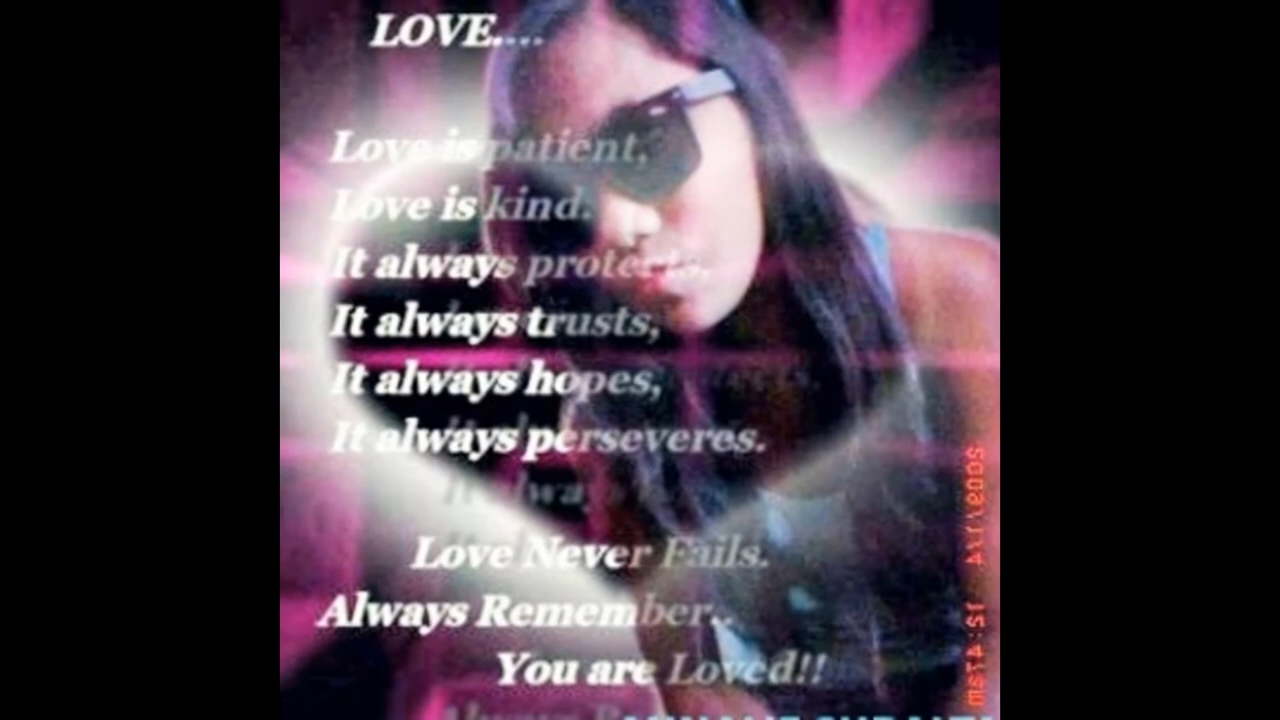 LOVE....
Love is patient,
Love is kind.
It always protects.
It always trusts,
It always hopes,
It always perseveres.
Love Never Fails.
Always Remember..
You are Loved!!